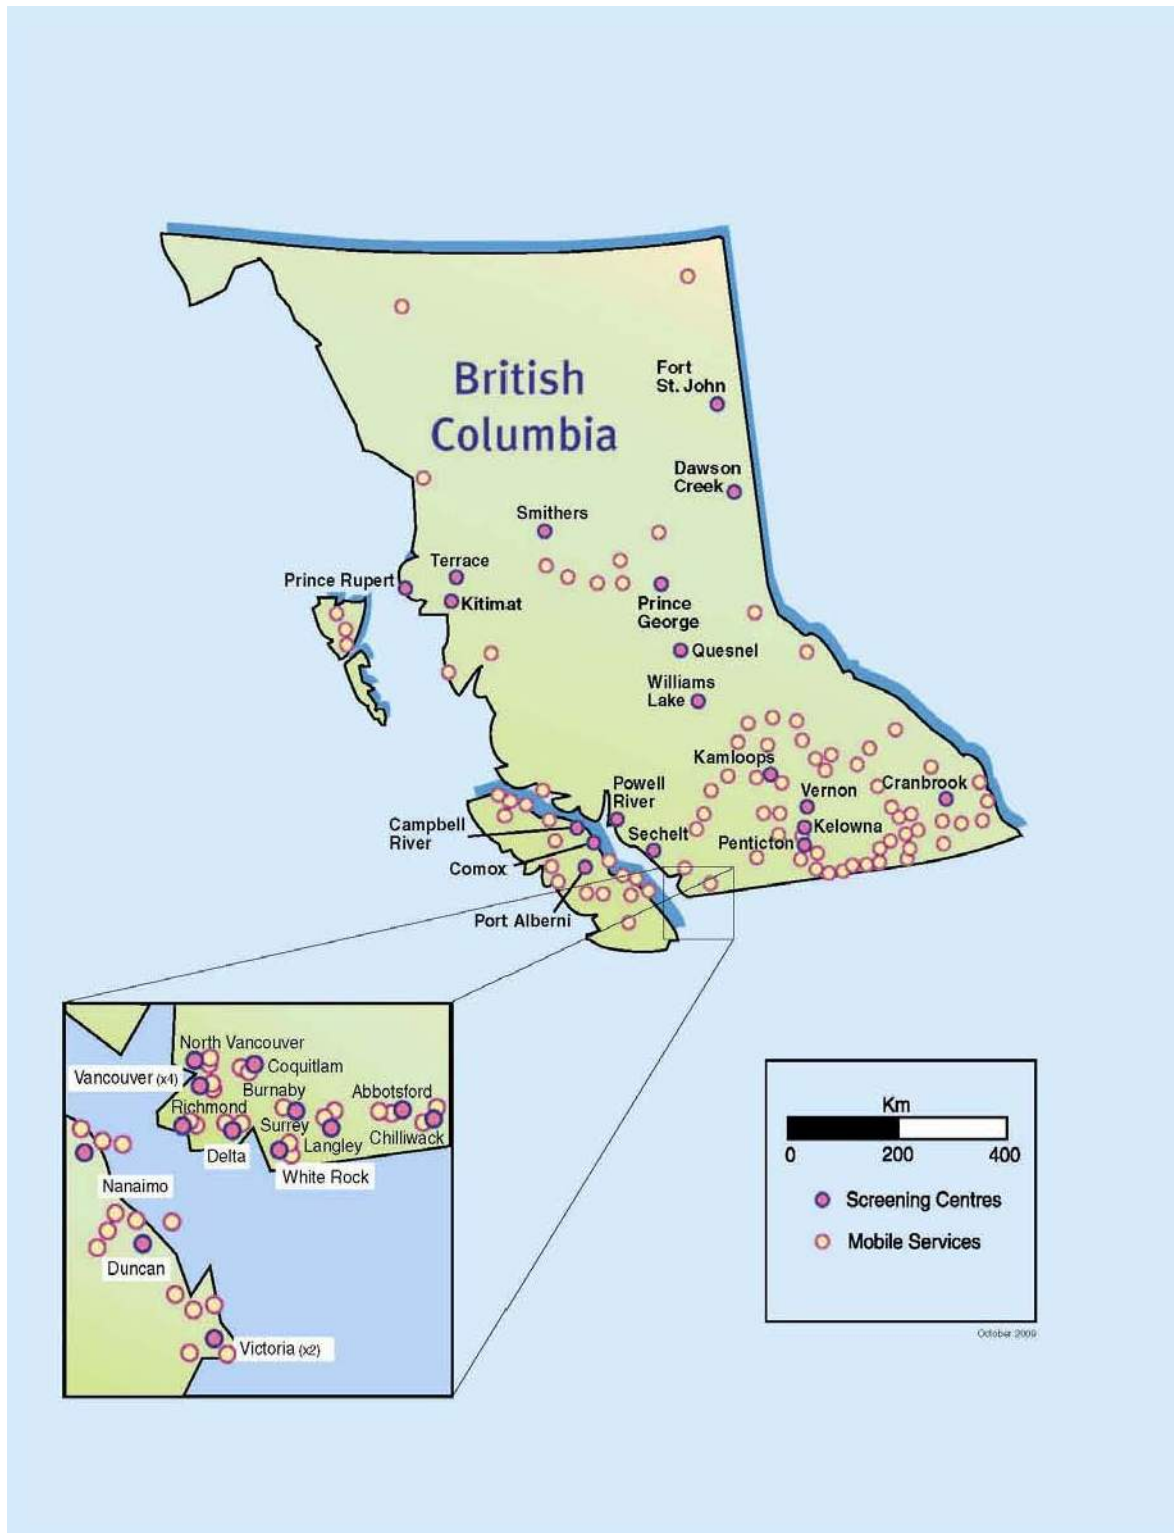 British
Columbia
Fort
St. John
Dawson
Creek
Smithers
Terrace
Prince Rupert
Kitimat
Prince
George
Quesnel
Williams
Lake
Kamloops
Powell
River
Vernon
Cranbrook
Campbell
River
Sechelt
Kelowna
Penticton
Comox
Port Alberni
North Vancouver
Coquitlam
Vancouver (x4)
Burnaby
Abbotsford
Richmond
Surrey
Langley
Chilliwack
Delta
White Rock
Nanaimo
Duncan
Victoria (x2)
Km
0 200 400
Screening Centres
Mobile Services
October 2009